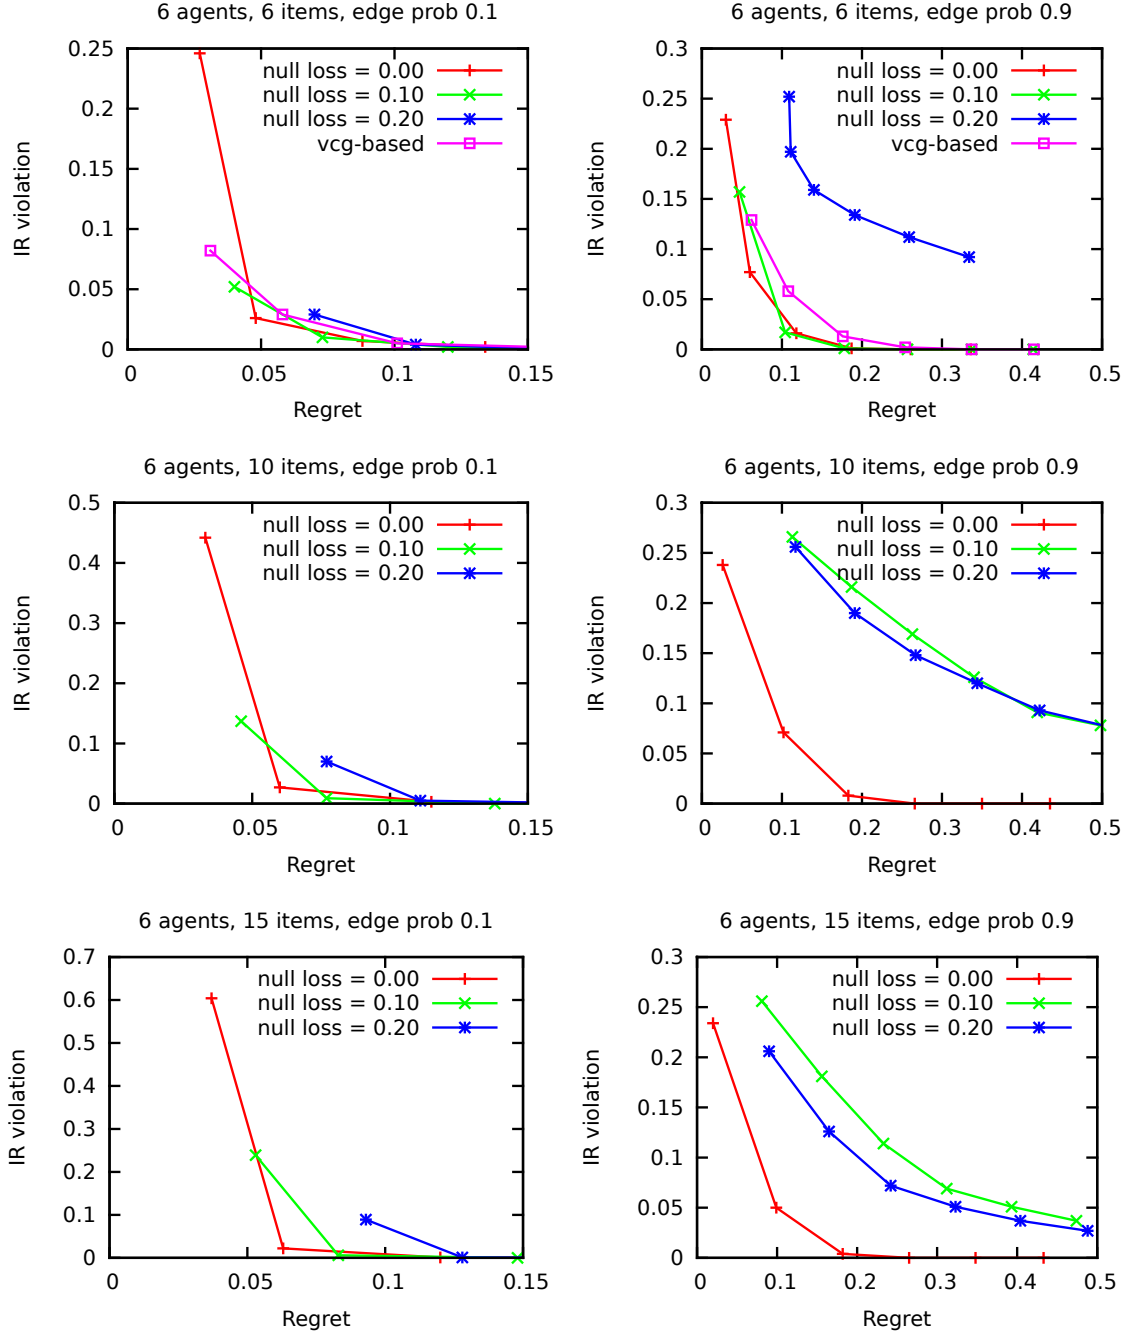 6 agents, 6 items, edge prob 0.1
0.25
0.2
0.15
0.1
0.05
0
IR violation
null loss = 0.00
null loss = 0.10
null loss = 0.20
vcg-based
0 0.05 0.1 0.15
Regret
6 agents, 6 items, edge prob 0.9
0.3
0.25
0.2
0.15
0.1
0.05
0
IR violation
null loss = 0.00
null loss = 0.10
null loss = 0.20
vcg-based
0 0.1 0.2 0.3 0.4 0.5
Regret
6 agents, 10 items, edge prob 0.1
0.5
0.4
0.3
0.2
0.1
0
IR violation
null loss = 0.00
null loss = 0.10
null loss = 0.20
0 0.05 0.1 0.15
Regret
6 agents, 10 items, edge prob 0.9
0.3
0.25
0.2
0.15
0.1
0.05
0
IR violation
null loss = 0.00
null loss = 0.10
null loss = 0.20
0 0.1 0.2 0.3 0.4 0.5
Regret
6 agents, 15 items, edge prob 0.1
0.7
0.6
0.5
0.4
0.3
0.2
0.1
0
IR violation
null loss = 0.00
null loss = 0.10
null loss = 0.20
0 0.05 0.1 0.15
Regret
6 agents, 15 items, edge prob 0.9
0.3
0.25
0.2
0.15
0.1
0.05
0
IR violation
null loss = 0.00
null loss = 0.10
null loss = 0.20
0 0.1 0.2 0.3 0.4 0.5
Regret